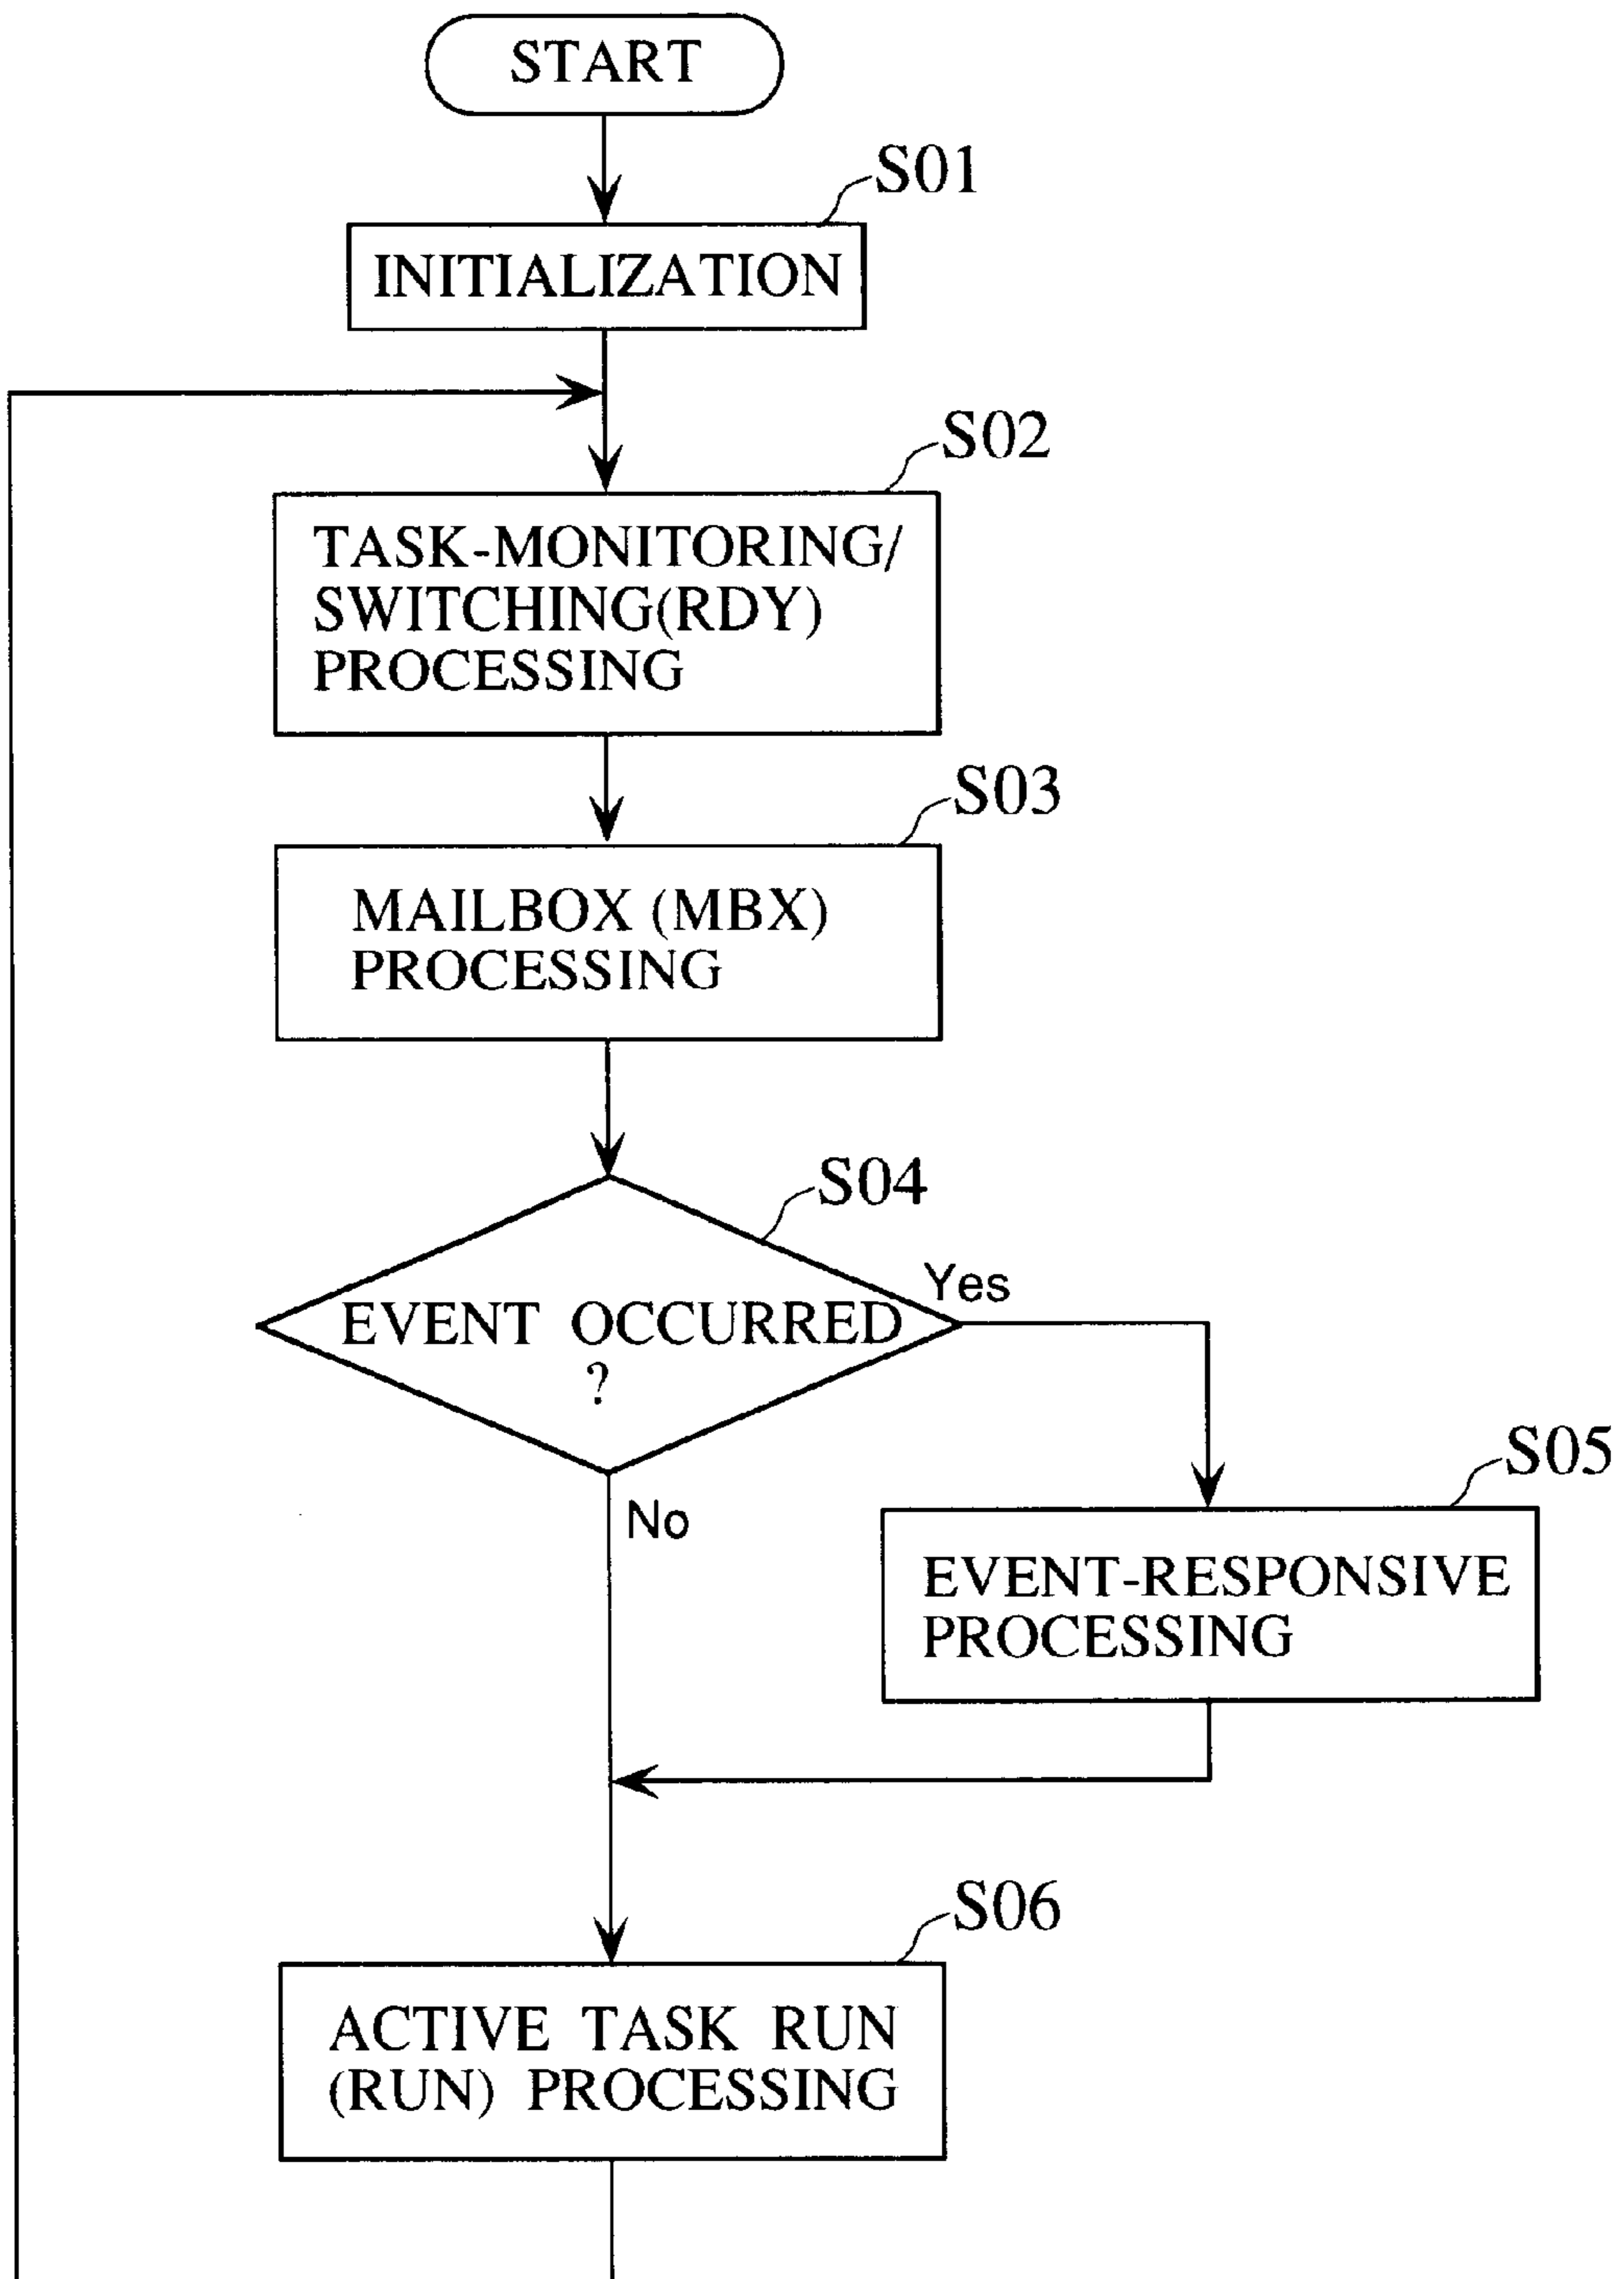 START
S01
INITIALIZATION
S02
TASK-MONITORING/
SWITCHING(RDY)
PROCESSING
S03
MAILBOX (MBX)
PROCESSING
S04
Yes
EVENT OCCURRED
?
No
S05
EVENT-RESPONSIVE
PROCESSING
S06
ACTIVE TASK RUN
(RUN) PROCESSING